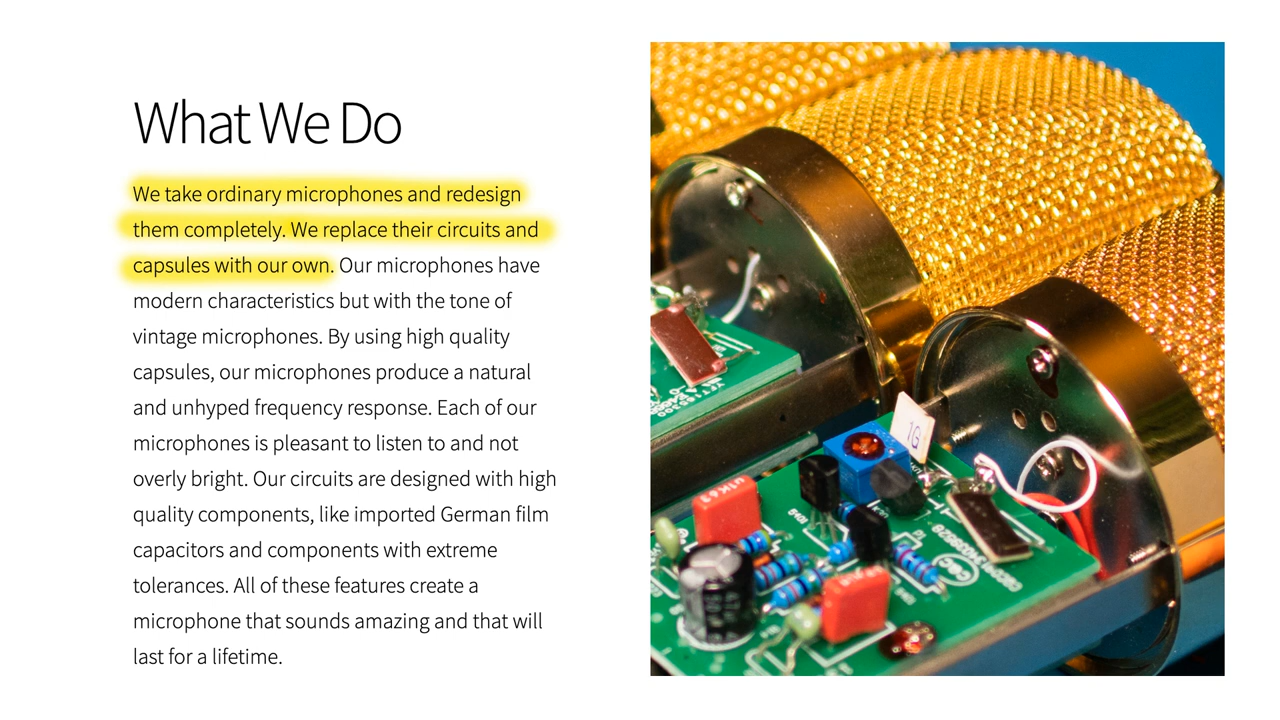 What We Do
We take ordinary microphones and redesign
them completely. We replace their circuits and
capsules with our own. Our microphones have
modern characteristics but with the tone of
vintage microphones. By using high quality
capsules, our microphones produce a natural
and unhyped frequency response. Each of our
microphones is pleasant to listen to and not
overly bright. Our circuits are designed with high
quality components, like imported German film
capacitors and components with extreme
tolerances. All of these features create a
microphone that sounds amazing and that will
last for a lifetime.
1G